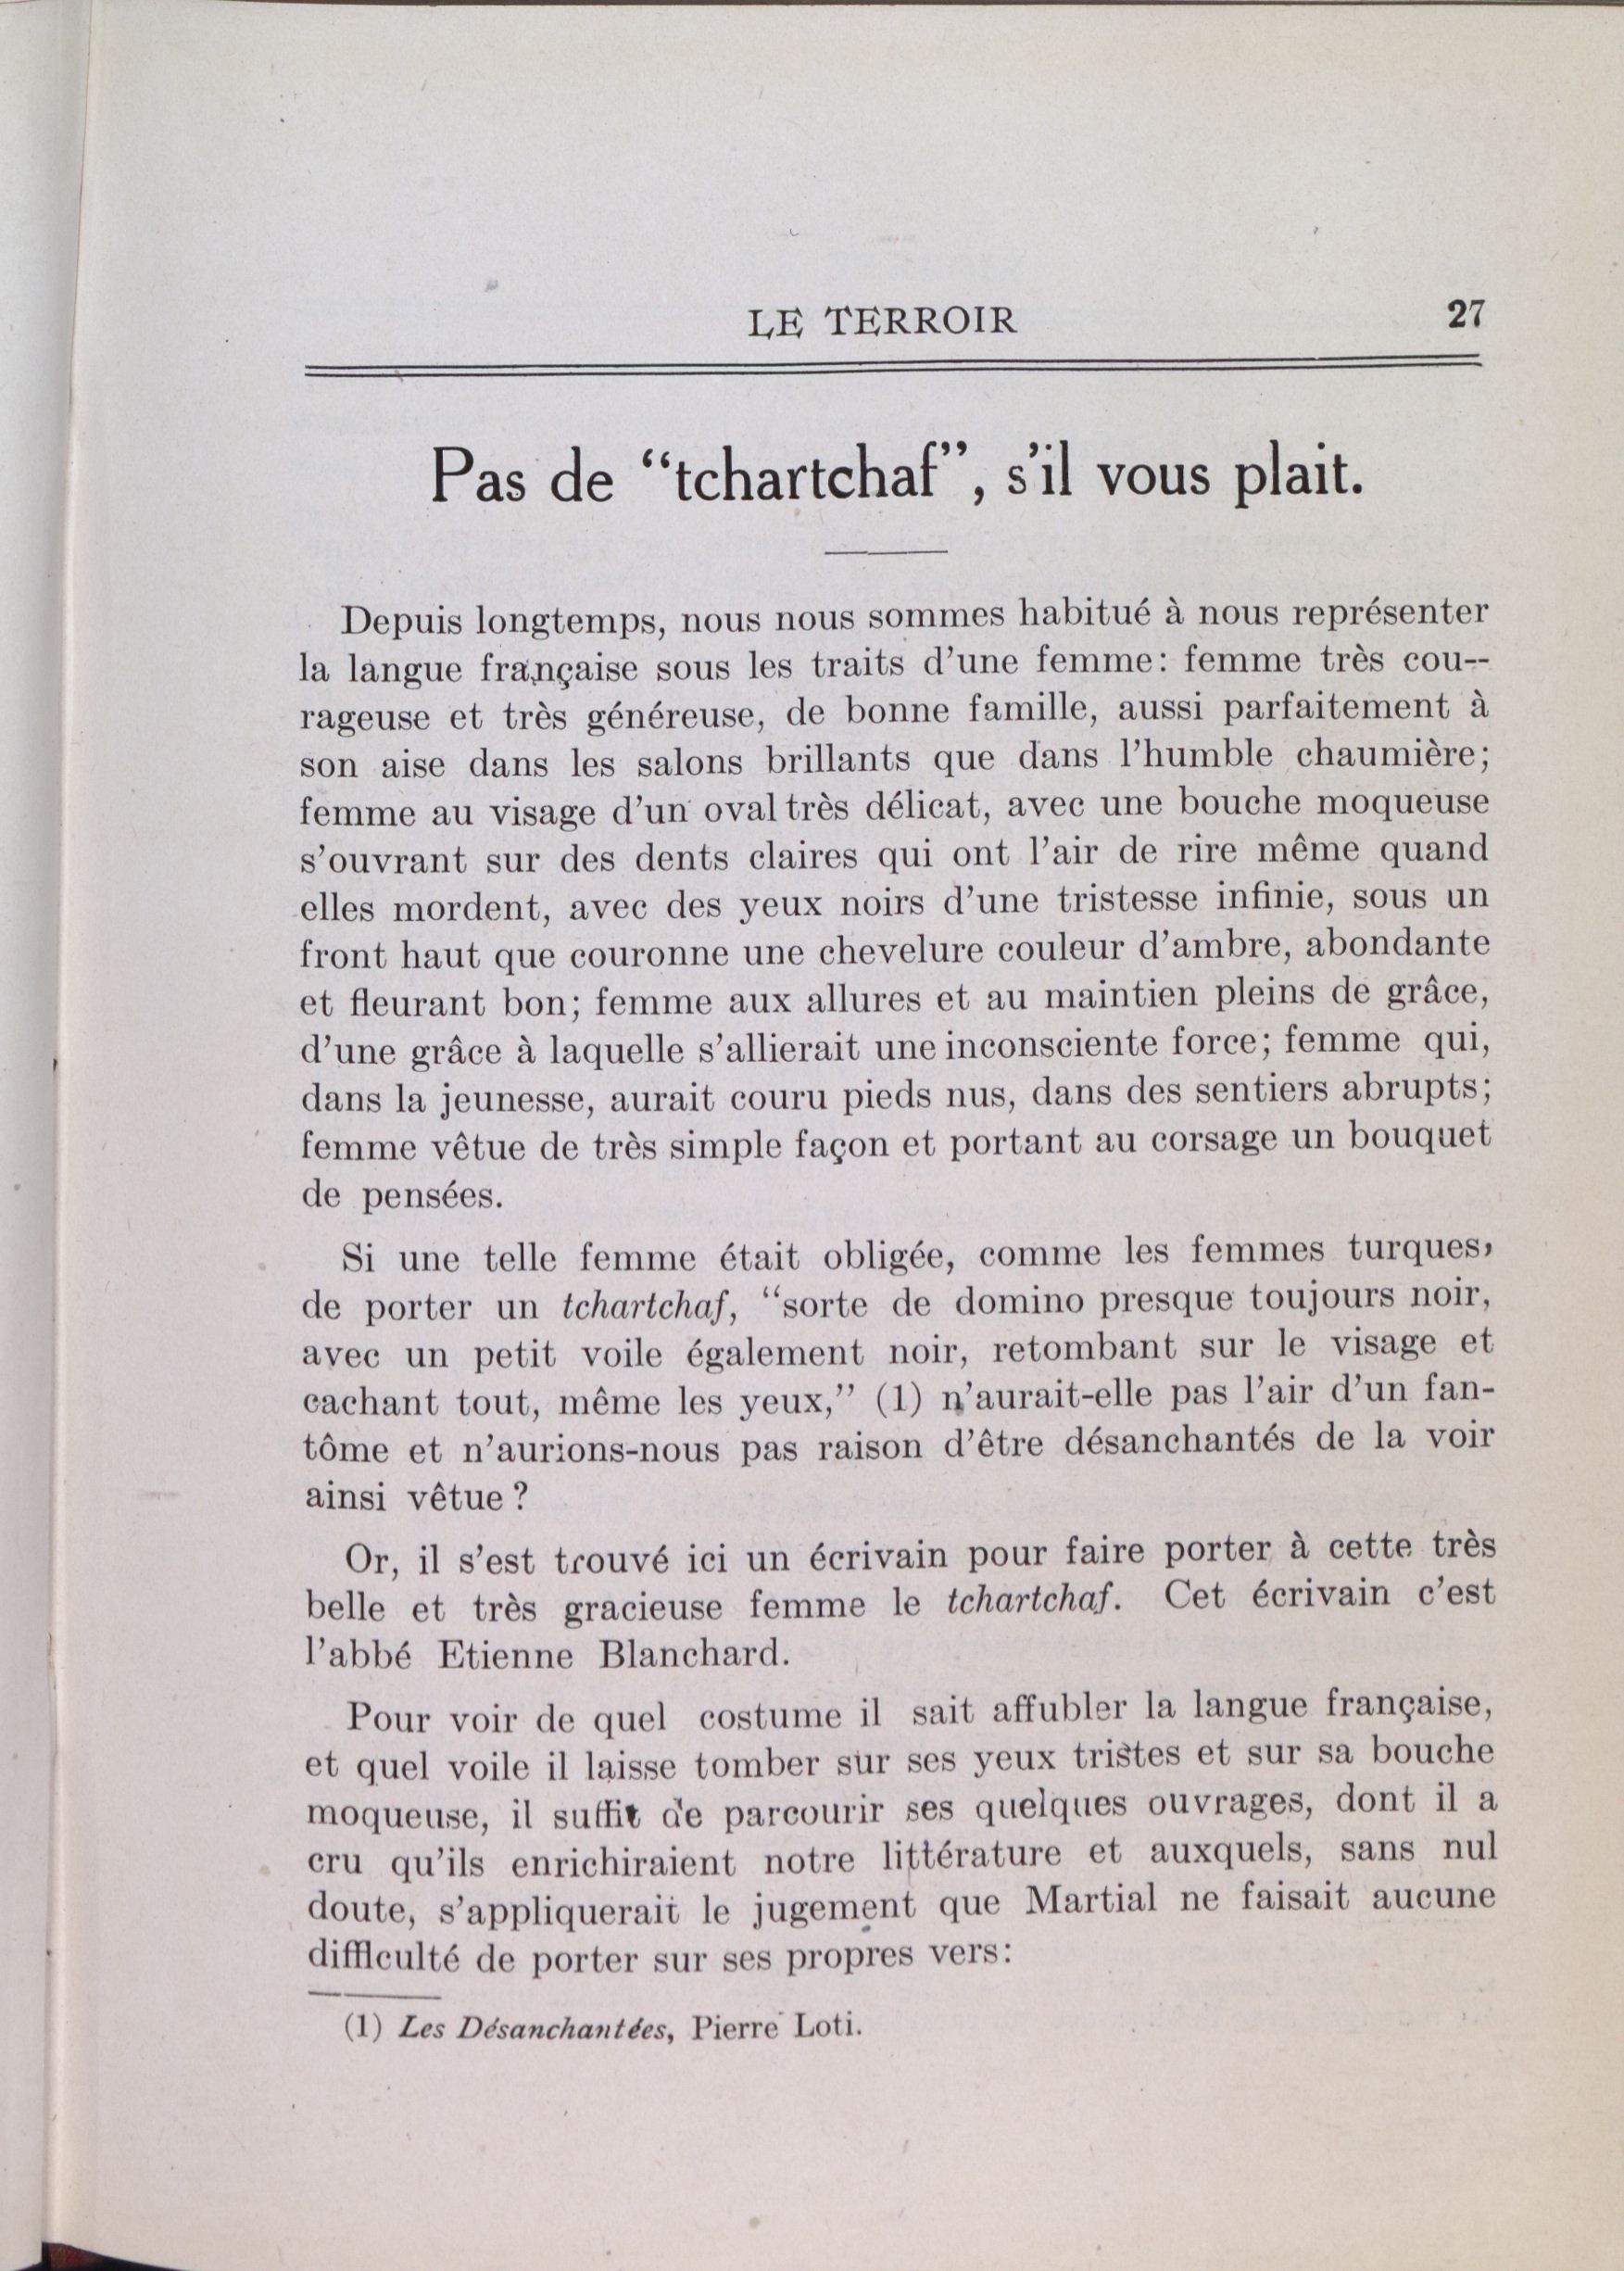 LE TERROIR 27
Pas de “tchartchaf”, s’il vous plait.
Depuis longtemps, nous nous sommes habitué à nous représenter
la langue française sous les traits d’une femme: femme très cou--
rageuse et très généreuse, de bonne famille, aussi parfaitement à
son aise dans les salons brillants que dans l’humble chaumière;
femme au visage d’un oval très délicat, avec une bouche moqueuse
s’ouvrant sur des dents claires qui ont l’air de rire même quand
elles mordent, avec des yeux noirs d’une tristesse infinie, sous un
front haut que couronne une chevelure couleur d’ambre, abondante
et fleurant bon; femme aux allures et au maintien pleins de grâce,
d’une grâce à laquelle s’allierait une inconsciente force; femme qui,
dans la jeunesse, aurait couru pieds nus, dans des sentiers abrupts;
femme vêtue de très simple façon et portant au corsage un bouquet
de pensées.
Si une telle femme était obligée, comme les femmes turques,
de porter un tchartchaf, “sorte de domino presque toujours noir,
avec un petit voile également noir, retombant sur le visage et
cachant tout, même les yeux,” (1) n’aurait-elle pas l’air d’un fan-
tôme et n’aurions-nous pas raison d’être désanchantés de la voir
ainsi vêtue ?
Or, il s’est trouvé ici un écrivain pour faire porter à cette très
belle et très gracieuse femme le tchartchaf. Cet écrivain c’est
l’abbé Etienne Blanchard.
Pour voir de quel costume il sait affubler la langue française,
et quel voile il laisse tomber sur ses yeux tristes et sur sa bouche
moqueuse, il suffit de parcourir ses quelques ouvrages, dont il a
cru qu’ils enrichiraient notre littérature et auxquels, sans nul
doute, s’appliquerait le jugement que Martial ne faisait aucune
difficulté de porter sur ses propres vers:
(1) Les Désanchantées, Pierre Loti.